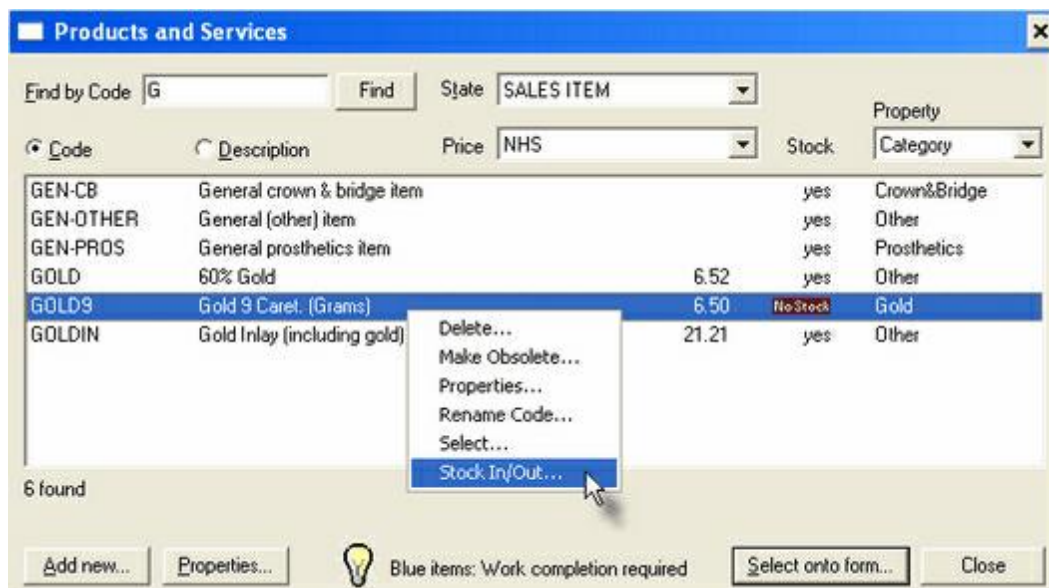 Products and Services
Find by Code G Find State SALES ITEM
Property
Code Description Price NHS Stock Category
GEN-CB General crown & bridge item yes Crown&Bridge
GEN-OTHER General (other) item yes Other
GEN-PROS General prosthetics item yes Prosthetics
GOLD 60% Gold 6.52 yes Other
GOLD9 Gold 9 Caret. (Grams) 6.50 No Stock Gold
GOLDIN Gold Inlay (including gold) 21.21 yes Other
Delete...
Make Obsolete...
Properties...
Rename Code...
Select...
Stock In/Out...
6 found
Add new... Properties... Blue items: Work completion required Select onto form... Close